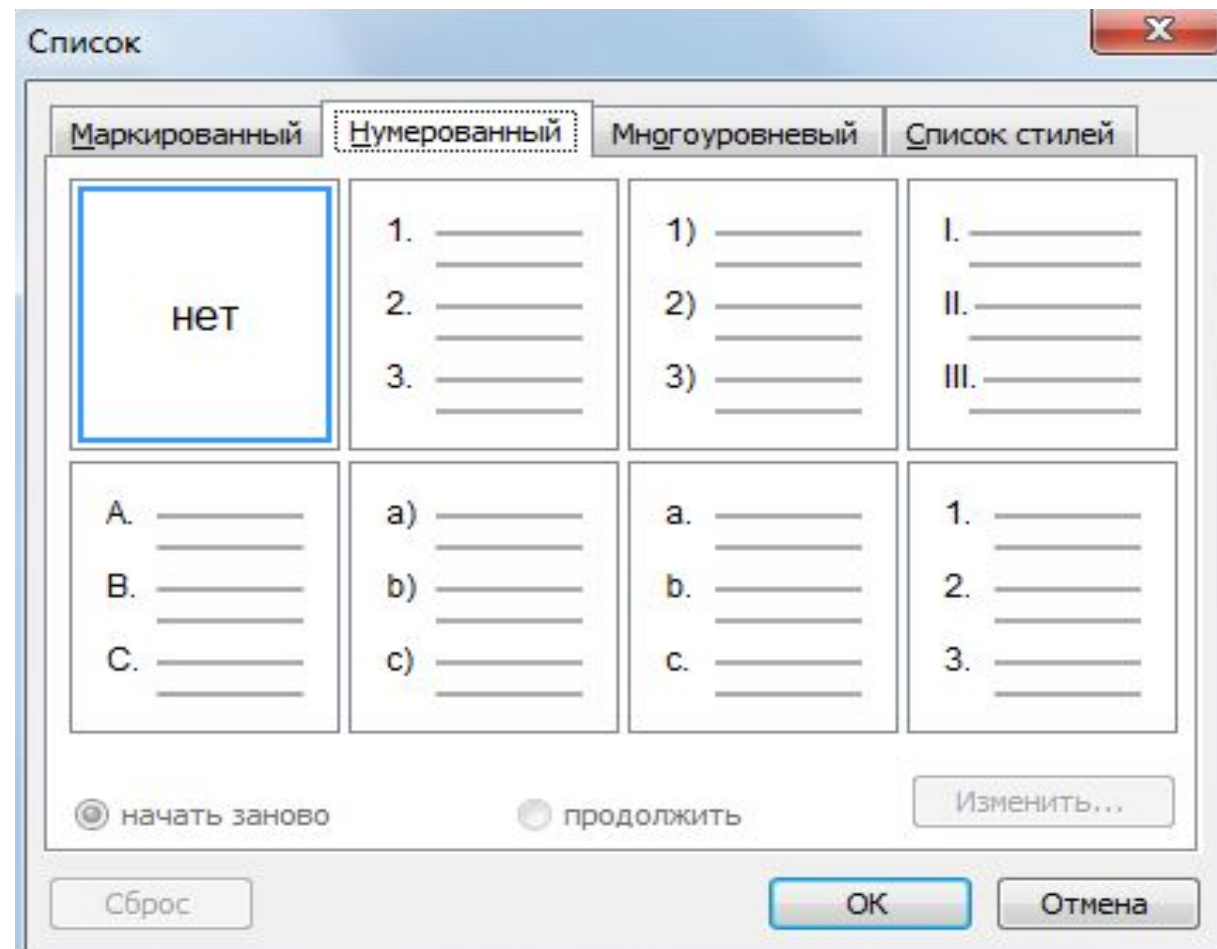 Список
Маркированный Нумерованный Многоуровневый Список стилей
нет
1.
2.
3.
1)
2)
3)
I.
II.
III.
A.
B.
C.
a)
b)
c)
a.
b.
c.
1.
2.
3.
начать заново продолжить Изменить...
Сброс ОК Отмена